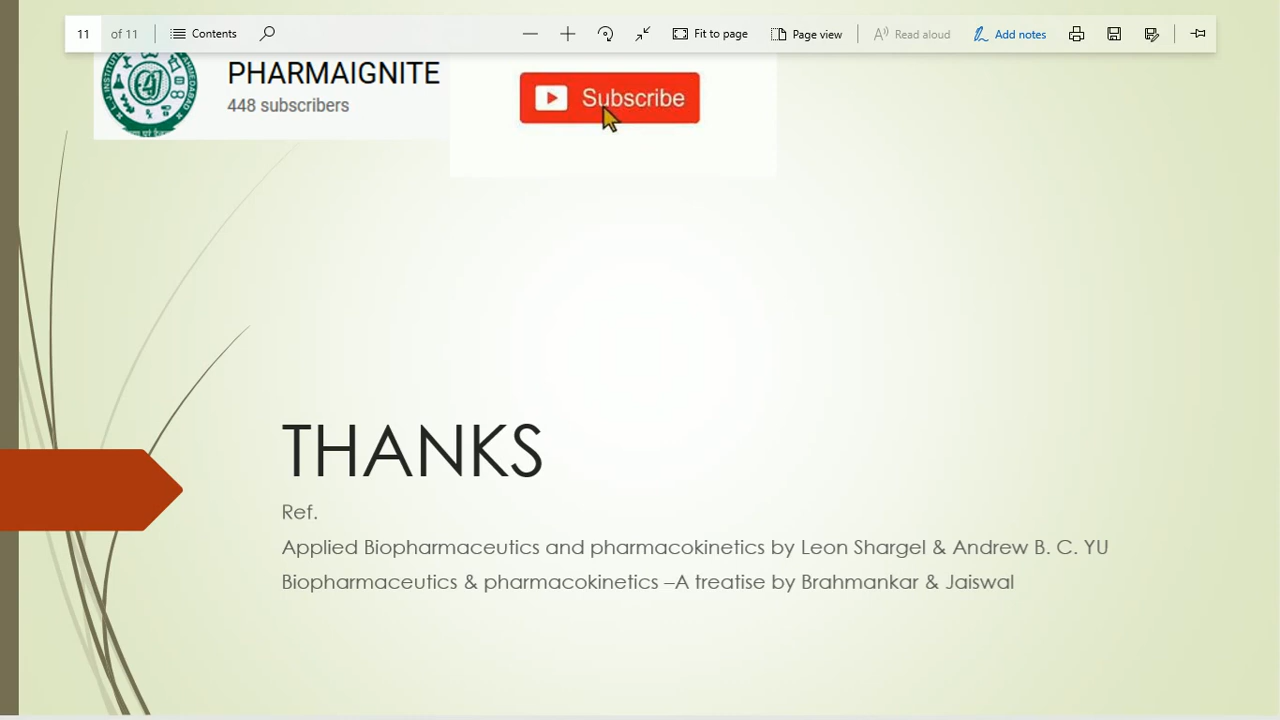 11 of 11 Contents Fit to page Page view Read aloud Add notes
PHARMAIGNITE
448 subscribers
Subscribe
THANKS
Ref.
Applied Biopharmaceutics and pharmacokinetics by Leon Shargel & Andrew B. C. YU
Biopharmaceutics & pharmacokinetics –A treatise by Brahmankar & Jaiswal